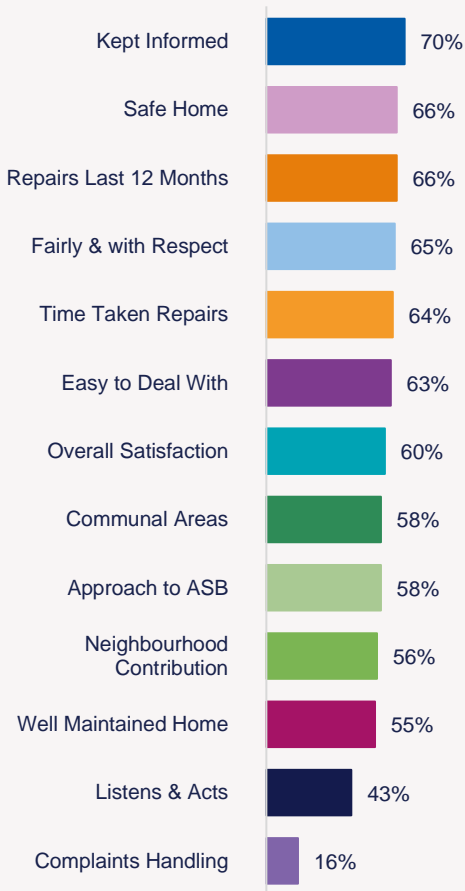 Kept Informed 70%
Safe Home 66%
Repairs Last 12 Months 66%
Fairly & with Respect 65%
Time Taken Repairs 64%
Easy to Deal With 63%
Overall Satisfaction 60%
Communal Areas 58%
Approach to ASB 58%
Neighbourhood
Contribution 56%
Well Maintained Home 55%
Listens & Acts 43%
Complaints Handling 16%